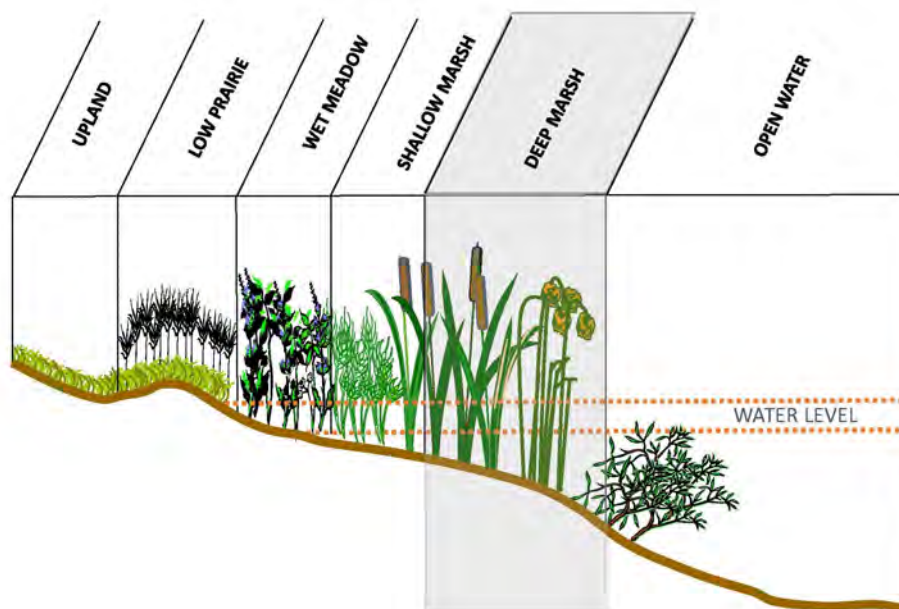 UPLAND
LOW PRAIRIE
WET MEADOW
SHALLOW MARSH
DEEP MARSH
OPEN WATER
WATER LEVEL